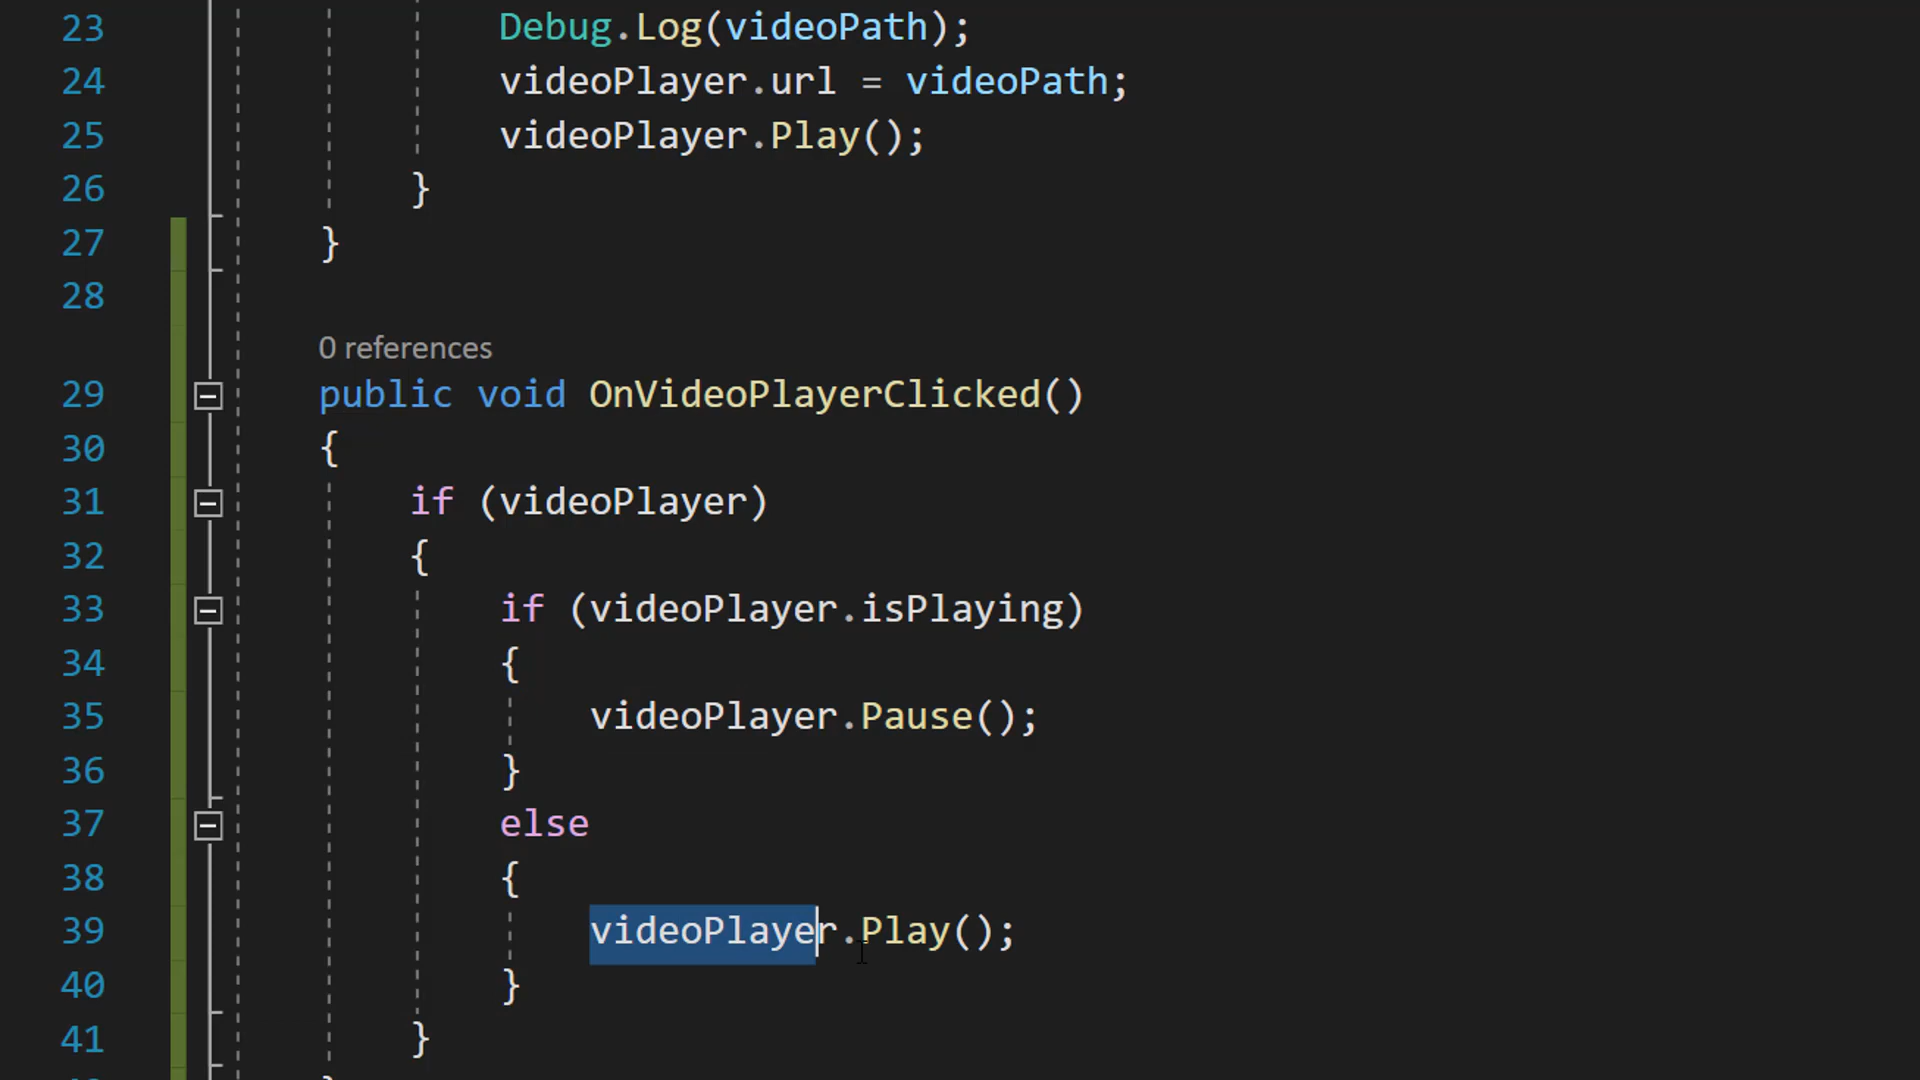 23 Debug.Log(videoPath);
24 videoPlayer.url = videoPath;
25 videoPlayer.Play();
26 }
27 }
28
0 references
29 public void OnVideoPlayerClicked()
30 {
31 if (videoPlayer)
32 {
33 if (videoPlayer.isPlaying)
34 {
35 videoPlayer.Pause();
36 }
37 else
38 {
39 videoPlayer.Play();
40 }
41 }